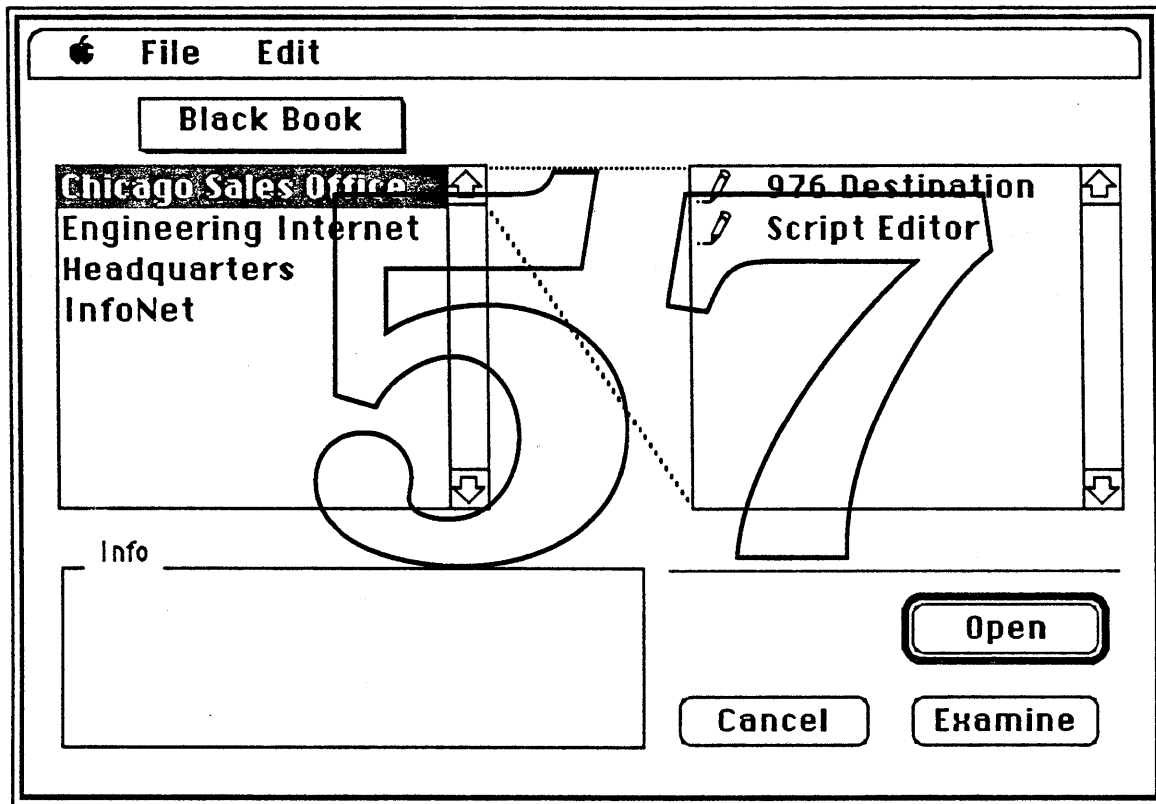 File Edit
Black Book
Chicago Sales Office
Engineering Internet
Headquarters
InfoNet
976 Destination
Script Editor
57
Info
Open
Cancel Examine